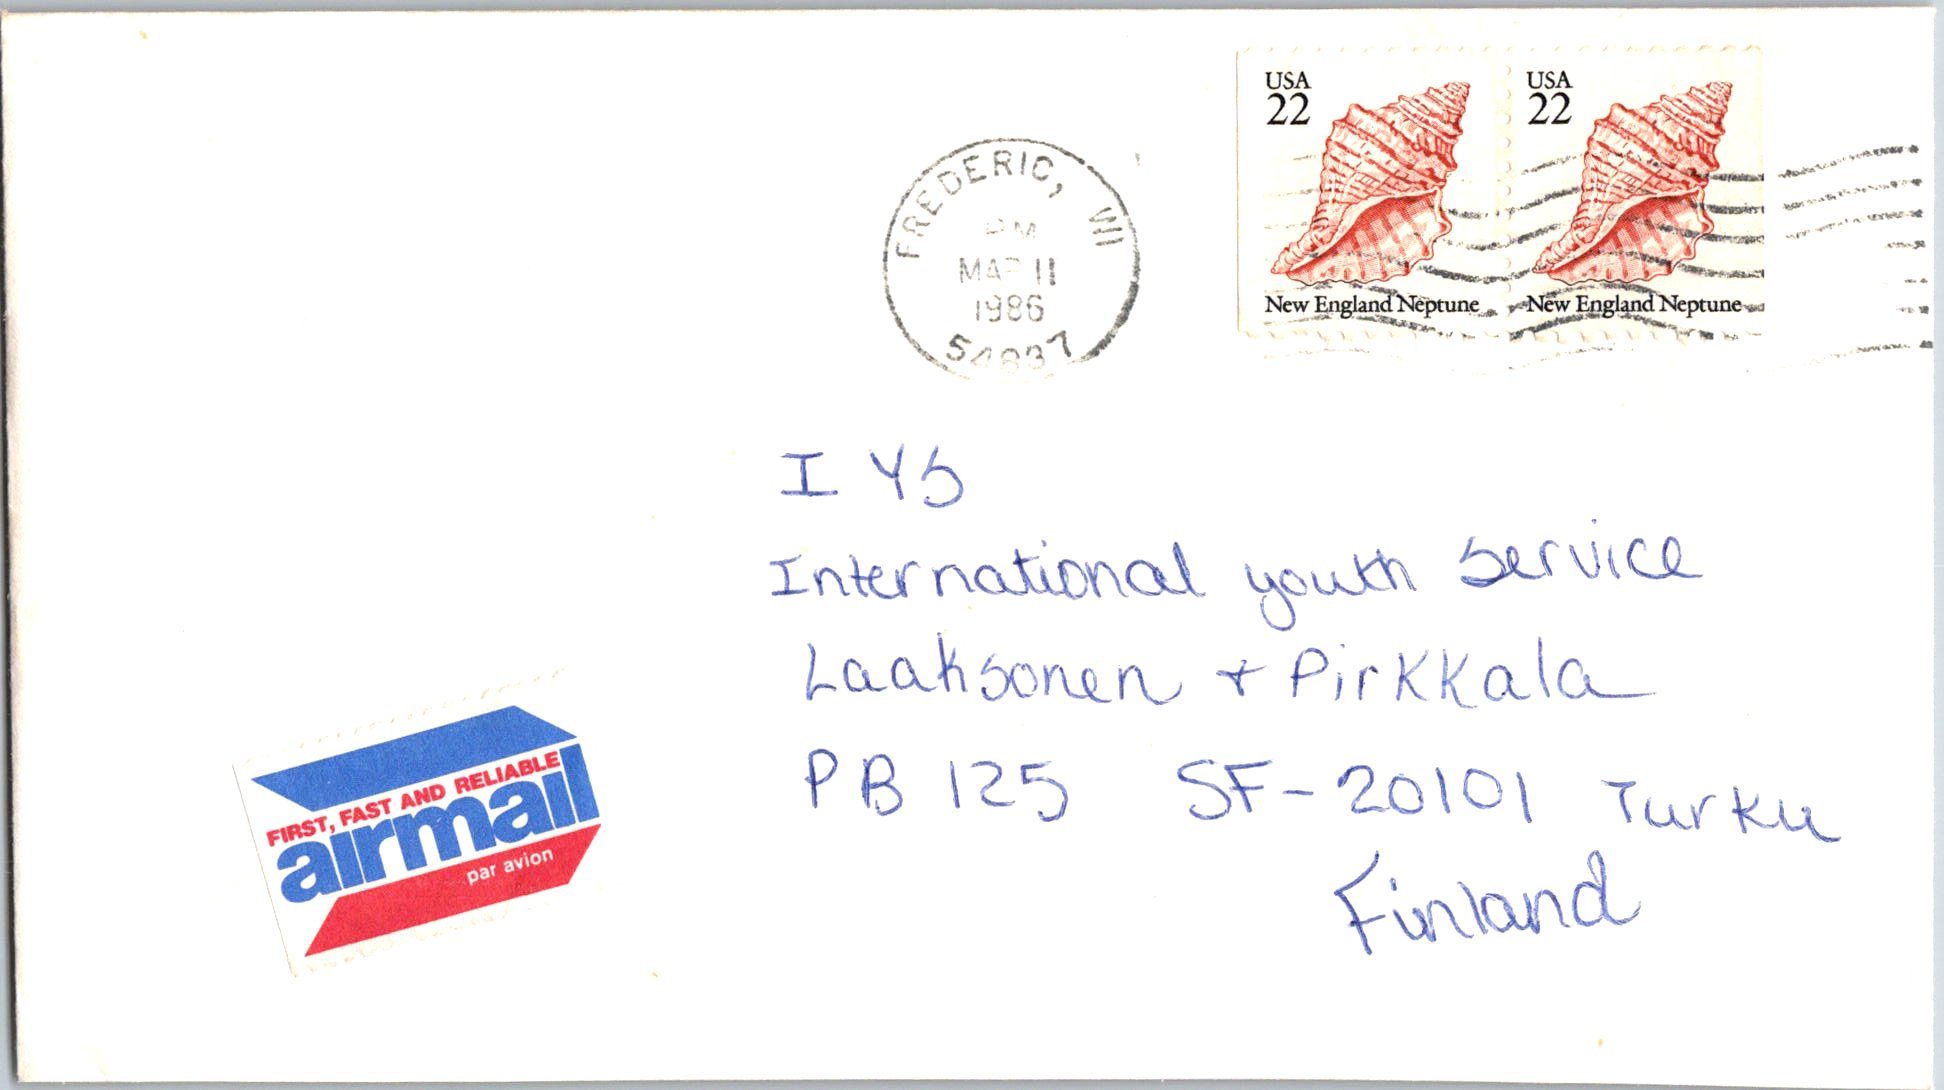 USA
22
New England Neptune
USA
22
New England Neptune
FREDERIC, WI
PM
MAR 11
1986
54837
I YS
International youth Service
Laaksonen + Pirkkala
PB 125 SF-20101 Turku
Finland
FIRST, FAST AND RELIABLE
airmail
par avion